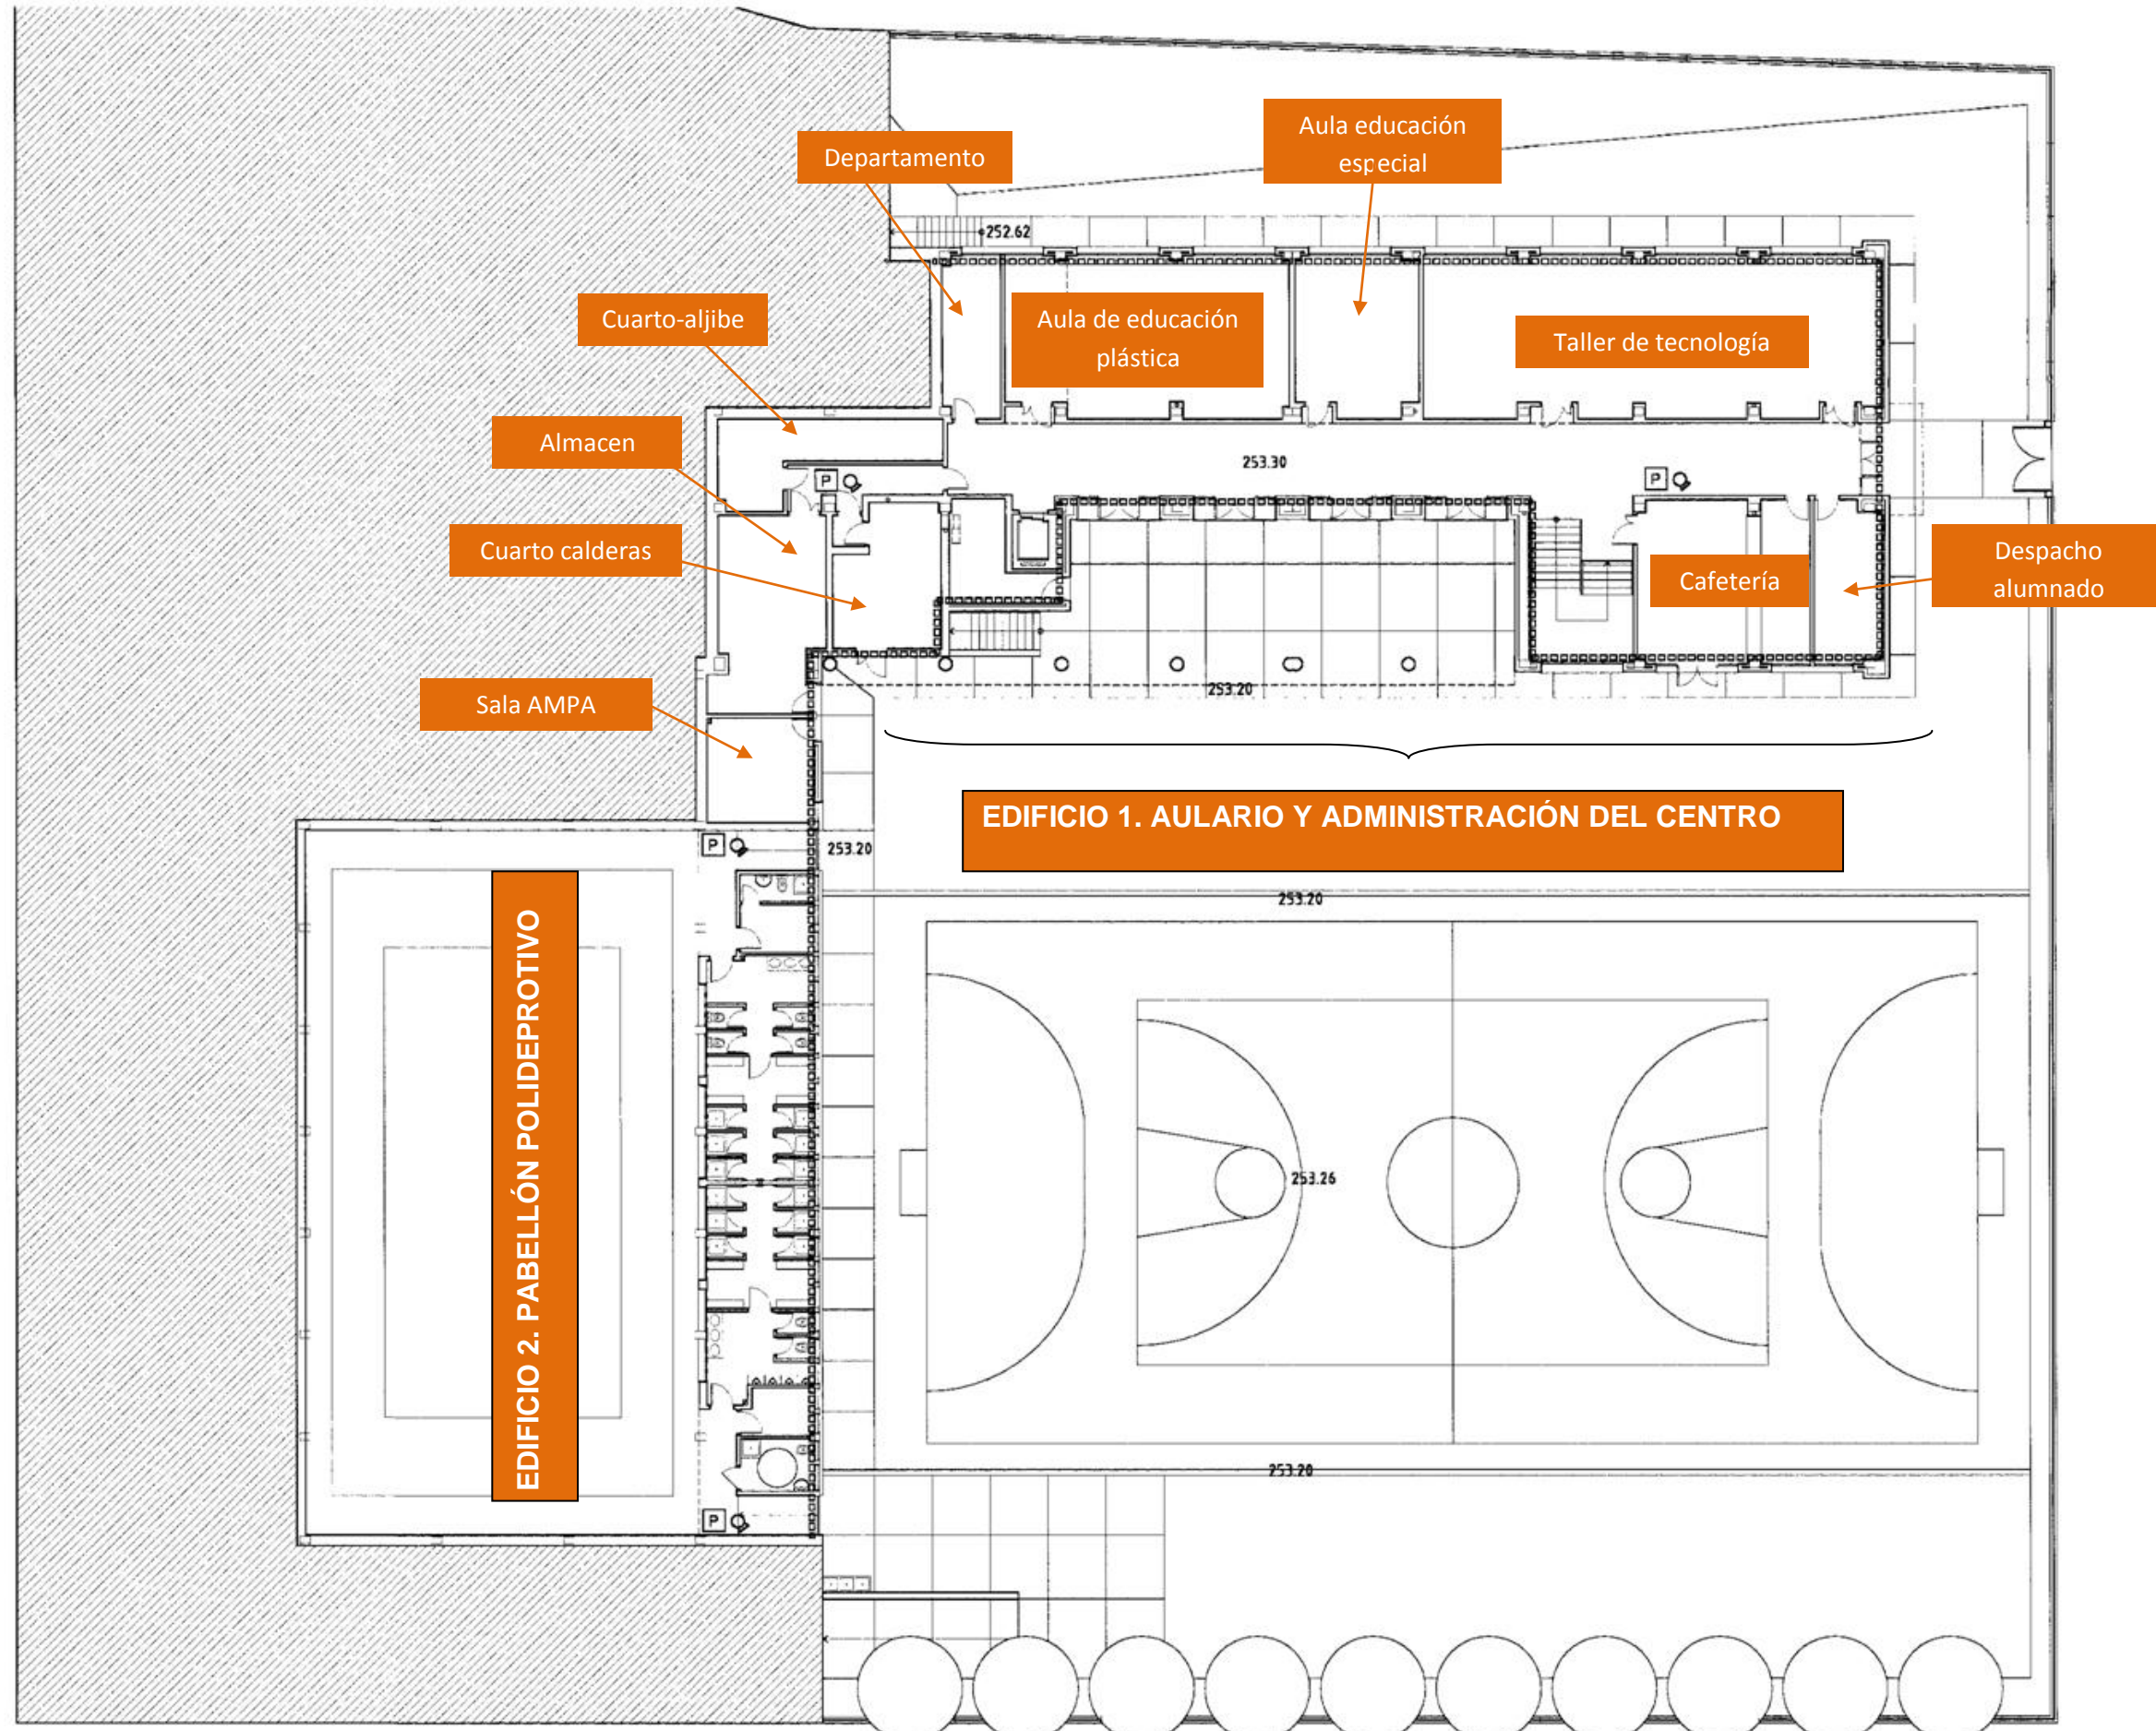 Aula educación
especial
Departamento
252.62
Cuarto-aljibe
Aula de educación
plástica
Taller de tecnología
Almacen
253.30
P
P
Cuarto calderas
Cafetería
Despacho
alumnado
Sala AMPA
253.20
EDIFICIO 1. AULARIO Y ADMINISTRACIÓN DEL CENTRO
P
253.20
253.20
EDIFICIO 2. PABELLÓN POLIDEPROTIVO
253.26
253.20
P